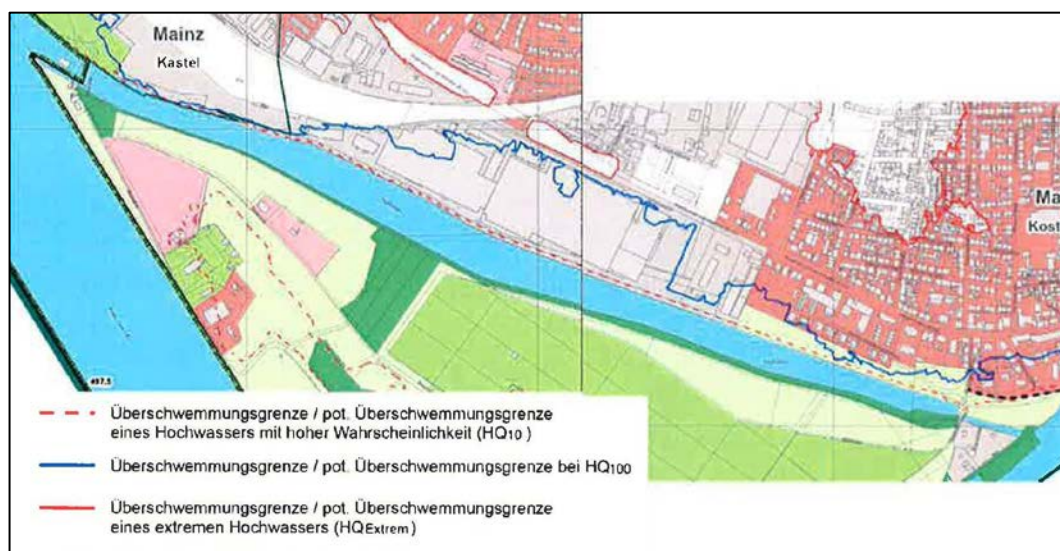 Mainz
Kastel
Ma
Kost
497.5
Überschwemmungsgrenze / pot. Überschwemmungsgrenze
eines Hochwassers mit hoher Wahrscheinlichkeit (HQ10)
Überschwemmungsgrenze / pot. Überschwemmungsgrenze bei HQ100
Überschwemmungsgrenze / pot. Überschwemmungsgrenze
eines extremen Hochwassers (HQExtrem)